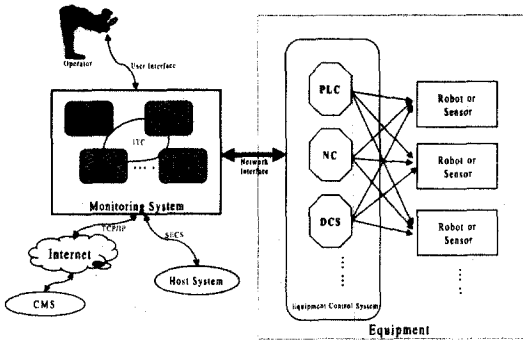 Operator
User Interface
ITC
Monitoring System
TCP/IP
SECS
Internet
Host System
CMS
Network
Interface
PLC
NC
DCS
Equipment Control System
Robot or
Sensor
Robot or
Sensor
Robot or
Sensor
Equipment